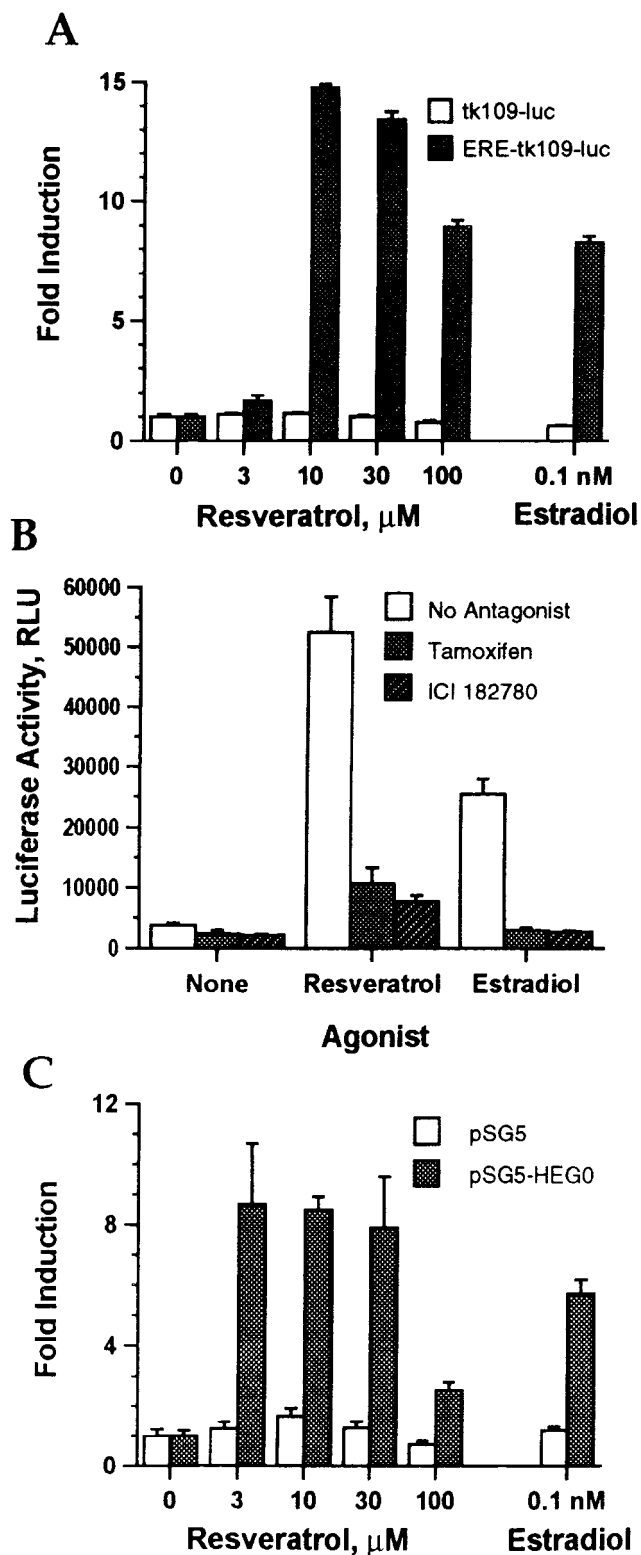 A
Fold Induction
15
10
5
0
tk109-luc
ERE-tk109-luc
0 3 10 30 100 0.1 nM
Resveratrol, μM Estradiol
B
Luciferase Activity, RLU
60000
50000
40000
30000
20000
10000
0
No Antagonist
Tamoxifen
ICI 182780
None Resveratrol Estradiol
Agonist
C
Fold Induction
12
8
4
0
pSG5
pSG5-HEG0
0 3 10 30 100 0.1 nM
Resveratrol, μM Estradiol